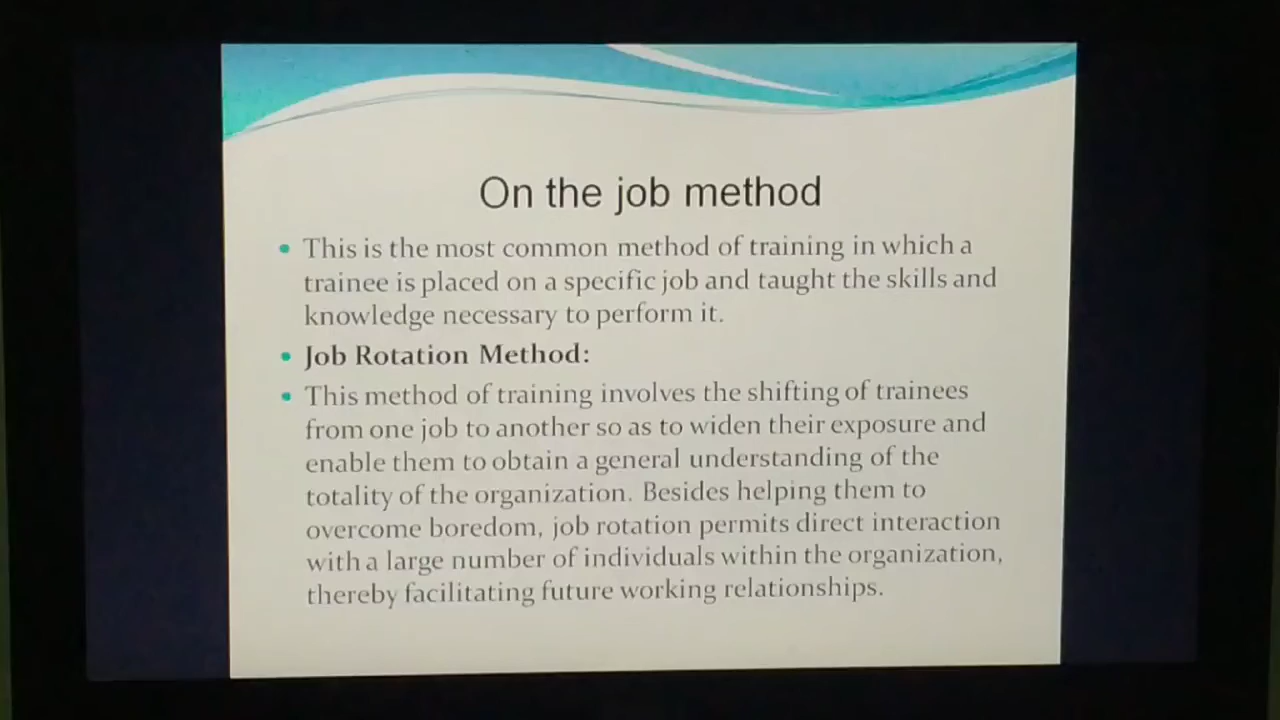 On the job method
• This is the most common method of training in which a
trainee is placed on a specific job and taught the skills and
knowledge necessary to perform it.
• Job Rotation Method:
• This method of training involves the shifting of trainees
from one job to another so as to widen their exposure and
enable them to obtain a general understanding of the
totality of the organization. Besides helping them to
overcome boredom, job rotation permits direct interaction
with a large number of individuals within the organization,
thereby facilitating future working relationships.